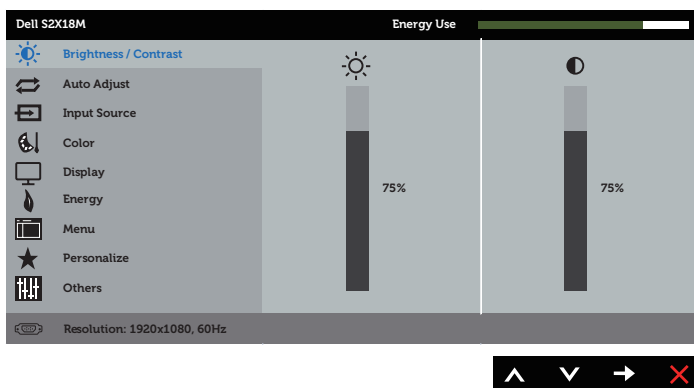 Dell S2X18M
Energy Use
Brightness / Contrast
Auto Adjust
Input Source
Color
Display
Energy
Menu
Personalize
Others
75%
75%
Resolution: 1920x1080, 60Hz